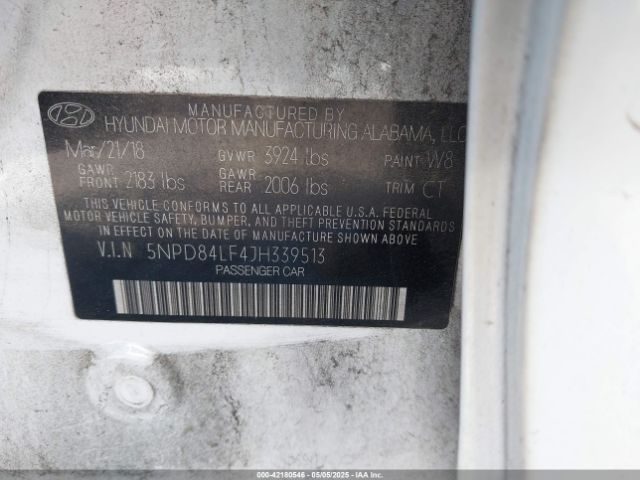 MANUFACTURED BY
HYUNDAI MOTOR MANUFACTURING ALABAMA, LLC
Mar/21/18 GVWR 3924 lbs PAINT W8
GAWR FRONT 2183 lbs GAWR REAR 2006 lbs TRIM CT
THIS VEHICLE CONFORMS TO ALL APPLICABLE U.S.A. FEDERAL
MOTOR VEHICLE SAFETY, BUMPER, AND THEFT PREVENTION STANDARDS
IN EFFECT ON THE DATE OF MANUFACTURE SHOWN ABOVE.
V.I.N 5NPD84LF4JH339513
PASSENGER CAR
000-42180546 - 05/05/2025 - IAAI.COM